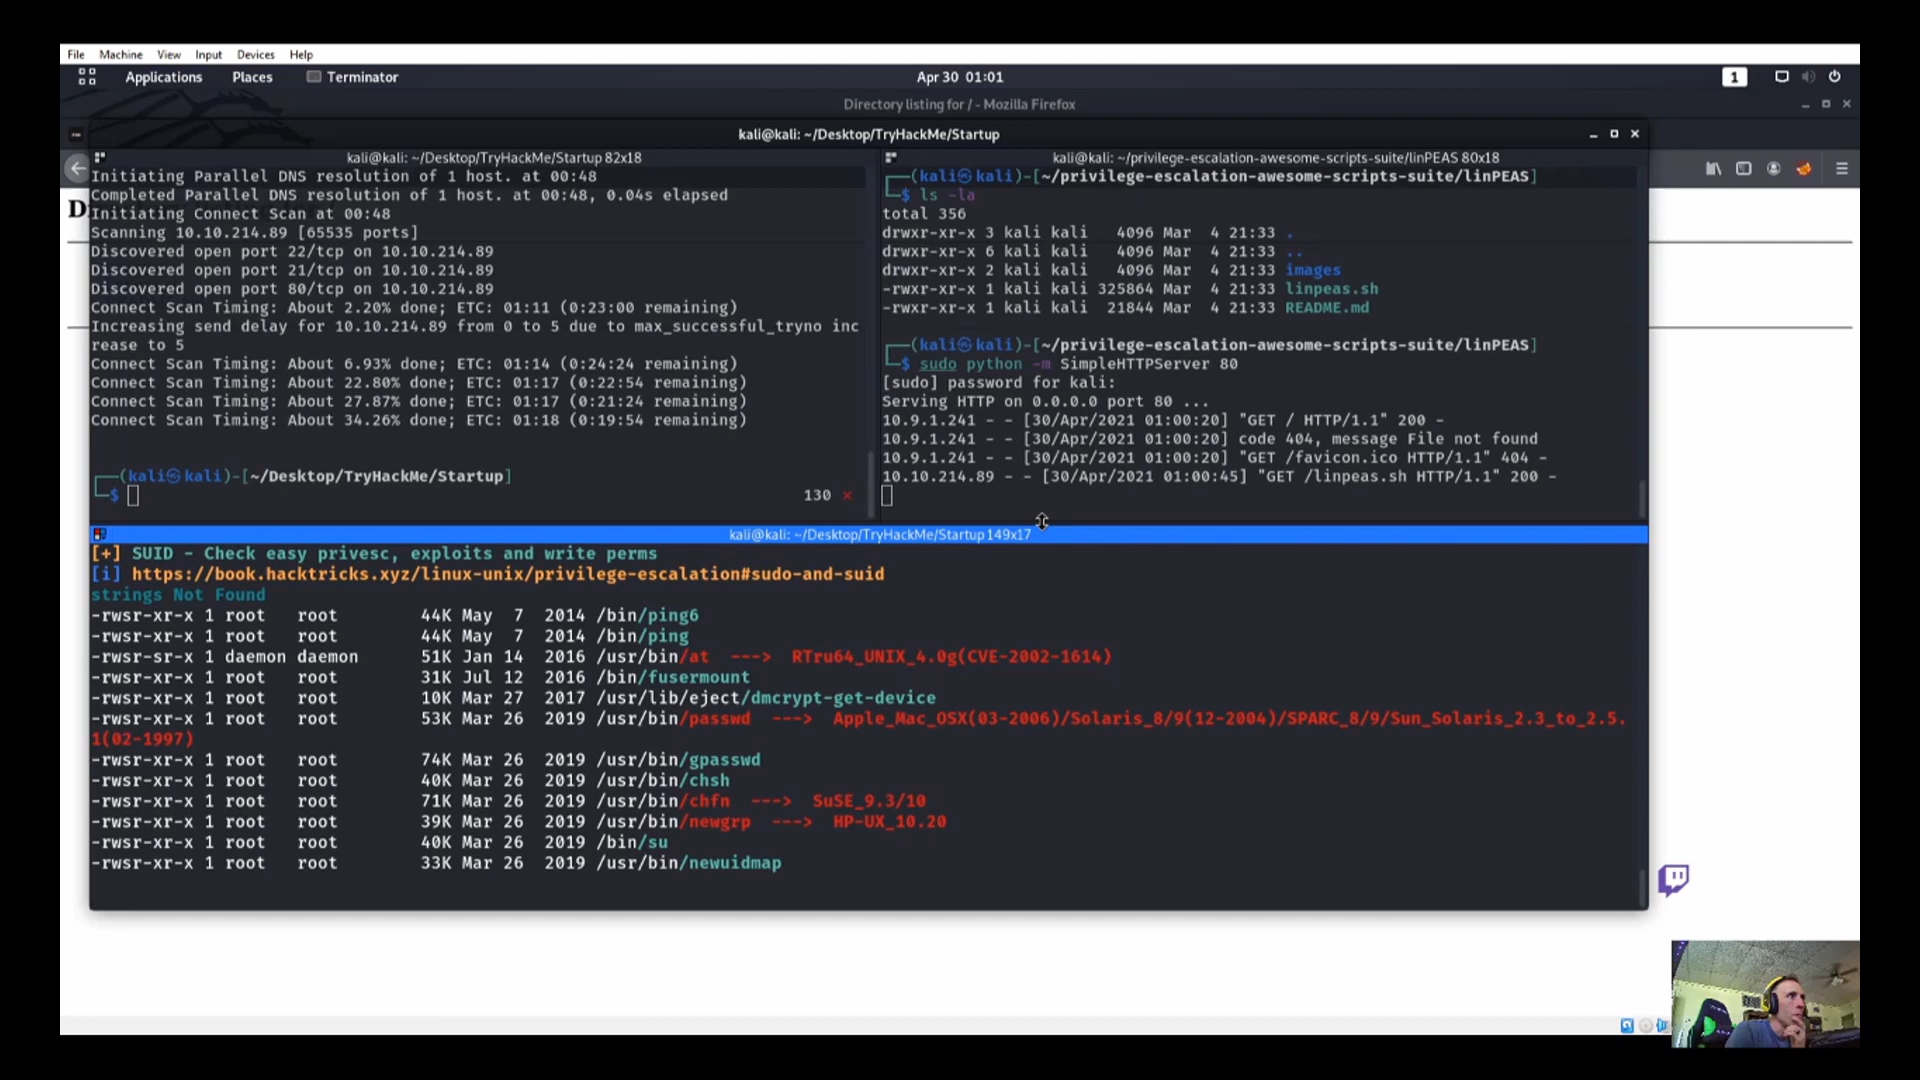 File Machine View Input Devices Help
Applications Places Terminator Apr 30 01:01 1
Directory listing for / - Mozilla Firefox
kali@kali: ~/Desktop/TryHackMe/Startup
kali@kali: ~/Desktop/TryHackMe/Startup 82x18
Initiating Parallel DNS resolution of 1 host. at 00:48
Completed Parallel DNS resolution of 1 host. at 00:48, 0.04s elapsed
Initiating Connect Scan at 00:48
Scanning 10.10.214.89 [65535 ports]
Discovered open port 22/tcp on 10.10.214.89
Discovered open port 21/tcp on 10.10.214.89
Discovered open port 80/tcp on 10.10.214.89
Connect Scan Timing: About 2.20% done; ETC: 01:11 (0:23:00 remaining)
Increasing send delay for 10.10.214.89 from 0 to 5 due to max_successful_tryno inc
rease to 5
Connect Scan Timing: About 6.93% done; ETC: 01:14 (0:24:24 remaining)
Connect Scan Timing: About 22.80% done; ETC: 01:17 (0:22:54 remaining)
Connect Scan Timing: About 27.87% done; ETC: 01:17 (0:21:24 remaining)
Connect Scan Timing: About 34.26% done; ETC: 01:18 (0:19:54 remaining)
┌──(kali㉿kali)-[~/Desktop/TryHackMe/Startup]
└─$ 130 ⨯
kali@kali: ~/privilege-escalation-awesome-scripts-suite/linPEAS 80x18
┌──(kali㉿kali)-[~/privilege-escalation-awesome-scripts-suite/linPEAS]
└─$ ls -la
total 356
drwxr-xr-x 3 kali kali 4096 Mar 4 21:33 .
drwxr-xr-x 6 kali kali 4096 Mar 4 21:33 ..
drwxr-xr-x 2 kali kali 4096 Mar 4 21:33 images
-rwxr-xr-x 1 kali kali 325864 Mar 4 21:33 linpeas.sh
-rwxr-xr-x 1 kali kali 21844 Mar 4 21:33 README.md
┌──(kali㉿kali)-[~/privilege-escalation-awesome-scripts-suite/linPEAS]
└─$ sudo python -m SimpleHTTPServer 80
[sudo] password for kali:
Serving HTTP on 0.0.0.0 port 80 ...
10.9.1.241 - - [30/Apr/2021 01:00:20] "GET / HTTP/1.1" 200 -
10.9.1.241 - - [30/Apr/2021 01:00:20] code 404, message File not found
10.9.1.241 - - [30/Apr/2021 01:00:20] "GET /favicon.ico HTTP/1.1" 404 -
10.10.214.89 - - [30/Apr/2021 01:00:45] "GET /linpeas.sh HTTP/1.1" 200 -
kali@kali: ~/Desktop/TryHackMe/Startup 149x17
[+] SUID - Check easy privesc, exploits and write perms
[i] https://book.hacktricks.xyz/linux-unix/privilege-escalation#sudo-and-suid
strings Not Found
-rwsr-xr-x 1 root root 44K May 7 2014 /bin/ping6
-rwsr-xr-x 1 root root 44K May 7 2014 /bin/ping
-rwsr-sr-x 1 daemon daemon 51K Jan 14 2016 /usr/bin/at ---> RTru64_UNIX_4.0g(CVE-2002-1614)
-rwsr-xr-x 1 root root 31K Jul 12 2016 /bin/fusermount
-rwsr-xr-x 1 root root 10K Mar 27 2017 /usr/lib/eject/dmcrypt-get-device
-rwsr-xr-x 1 root root 53K Mar 26 2019 /usr/bin/passwd ---> Apple_Mac_OSX(03-2006)/Solaris_8/9(12-2004)/SPARC_8/9/Sun_Solaris_2.3_to_2.5.
1(02-1997)
-rwsr-xr-x 1 root root 74K Mar 26 2019 /usr/bin/gpasswd
-rwsr-xr-x 1 root root 40K Mar 26 2019 /usr/bin/chsh
-rwsr-xr-x 1 root root 71K Mar 26 2019 /usr/bin/chfn ---> SuSE_9.3/10
-rwsr-xr-x 1 root root 39K Mar 26 2019 /usr/bin/newgrp ---> HP-UX_10.20
-rwsr-xr-x 1 root root 40K Mar 26 2019 /bin/su
-rwsr-xr-x 1 root root 33K Mar 26 2019 /usr/bin/newuidmap